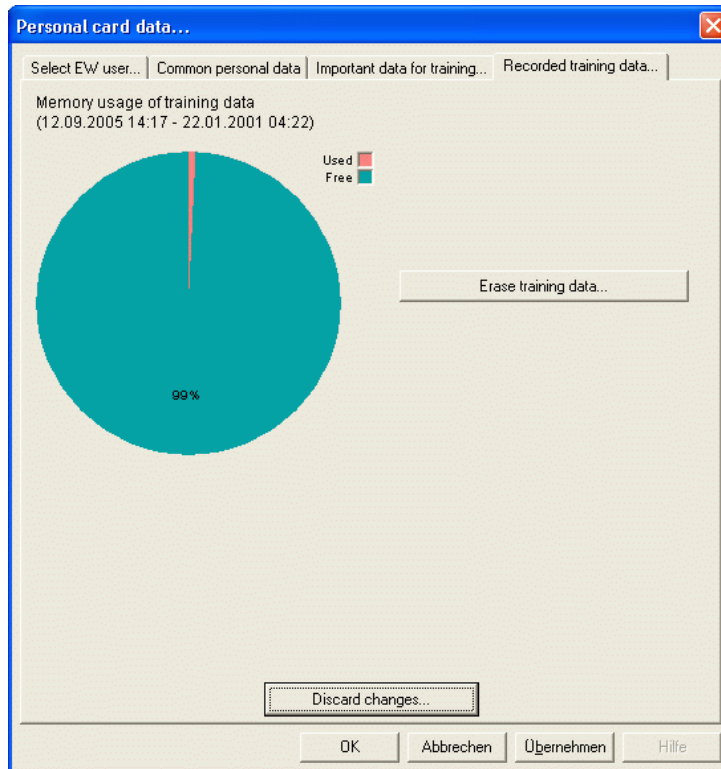 Personal card data...
Select EW user... Common personal data Important data for training... Recorded training data...
Memory usage of training data
(12.09.2005 14:17 - 22.01.2001 04:22)
Used
Free
Erase training data...
99%
Discard changes...
OK Abbrechen Übernehmen Hilfe